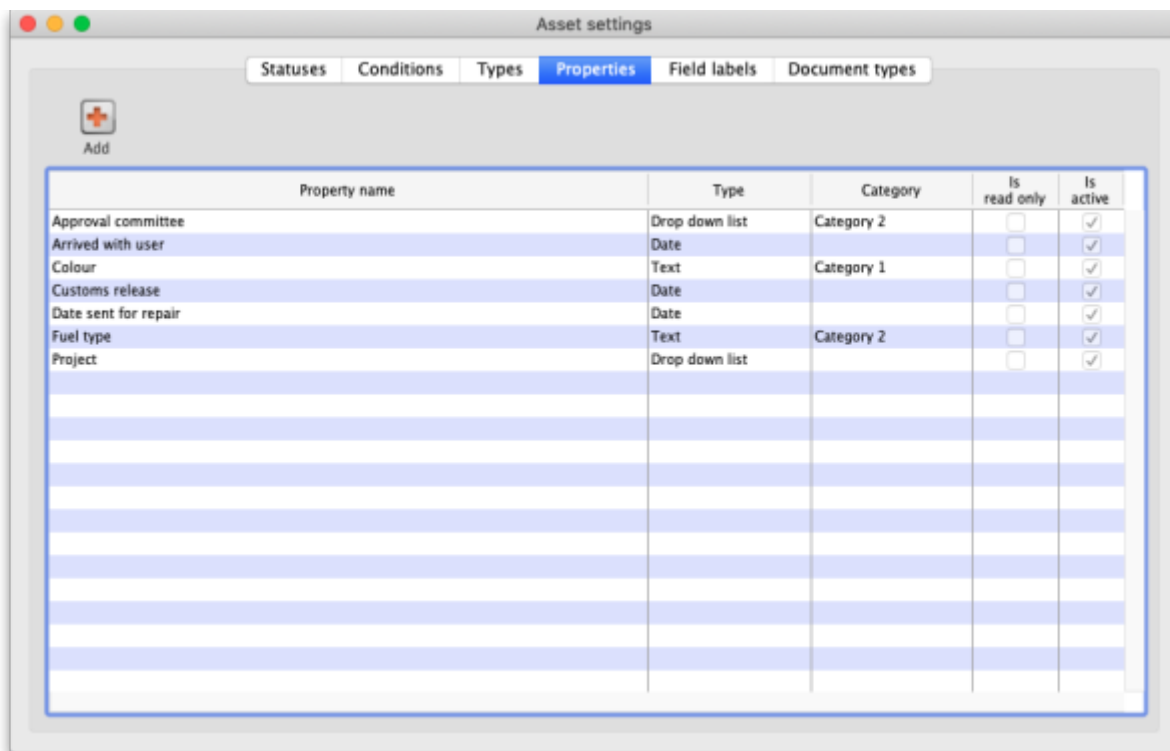 Asset settings
Statuses Conditions Types Properties Field labels Document types
Add
Property name Type Category Is read only Is active
Approval committee Drop down list Category 2
Arrived with user Date
Colour Text Category 1
Customs release Date
Date sent for repair Date
Fuel type Text Category 2
Project Drop down list